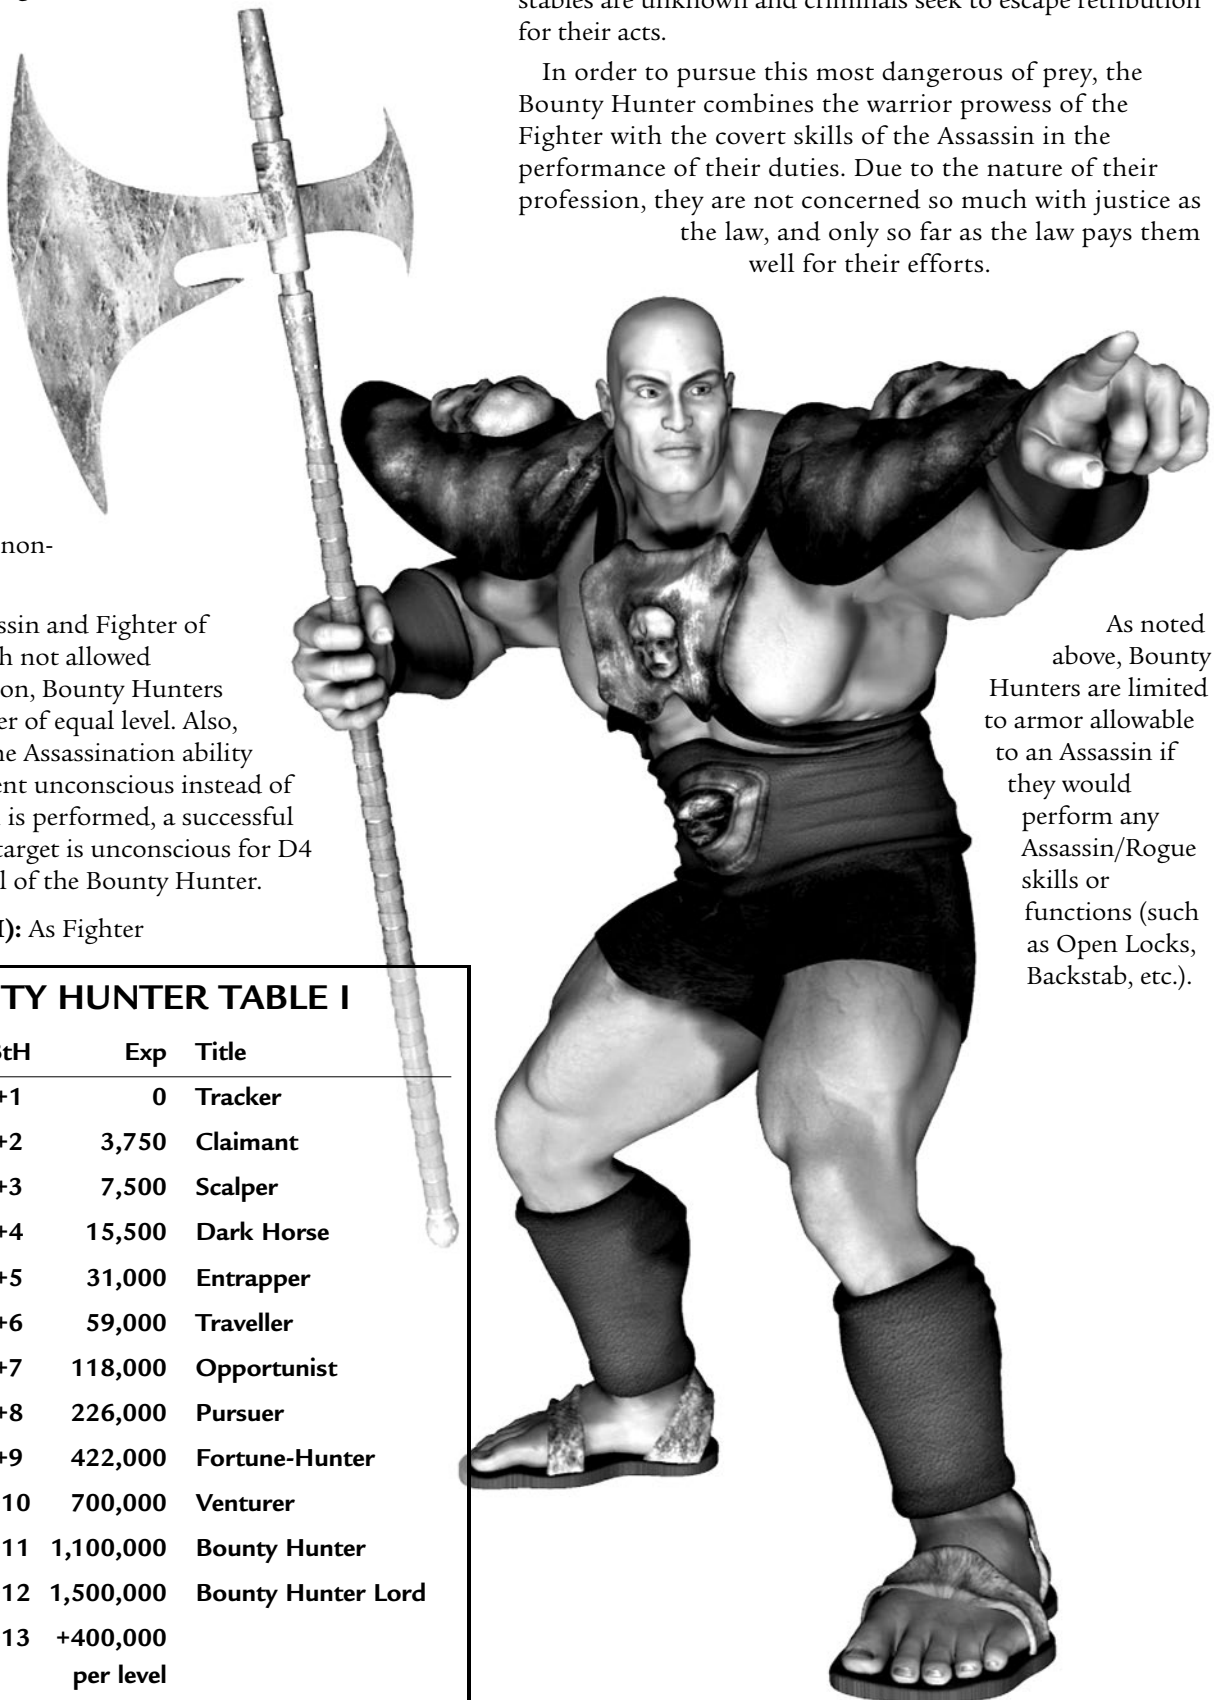 stables are unknown and criminals seek to escape retribution
for their acts.
In order to pursue this most dangerous of prey, the
Bounty Hunter combines the warrior prowess of the
Fighter with the covert skills of the Assassin in the
performance of their duties. Due to the nature of their
profession, they are not concerned so much with justice as
the law, and only so far as the law pays them
well for their efforts.
non-
ssin and Fighter of
h not allowed
on, Bounty Hunters
er of equal level. Also,
he Assassination ability
ent unconscious instead of
is performed, a successful
target is unconscious for D4
l of the Bounty Hunter.
): As Fighter
TY HUNTER TABLE I
BtH Exp Title
+1 0 Tracker
+2 3,750 Claimant
+3 7,500 Scalper
+4 15,500 Dark Horse
+5 31,000 Entrapper
+6 59,000 Traveller
+7 118,000 Opportunist
+8 226,000 Pursuer
+9 422,000 Fortune-Hunter
10 700,000 Venturer
11 1,100,000 Bounty Hunter
12 1,500,000 Bounty Hunter Lord
13 +400,000
per level
As noted
above, Bounty
Hunters are limited
to armor allowable
to an Assassin if
they would
perform any
Assassin/Rogue
skills or
functions (such
as Open Locks,
Backstab, etc.).